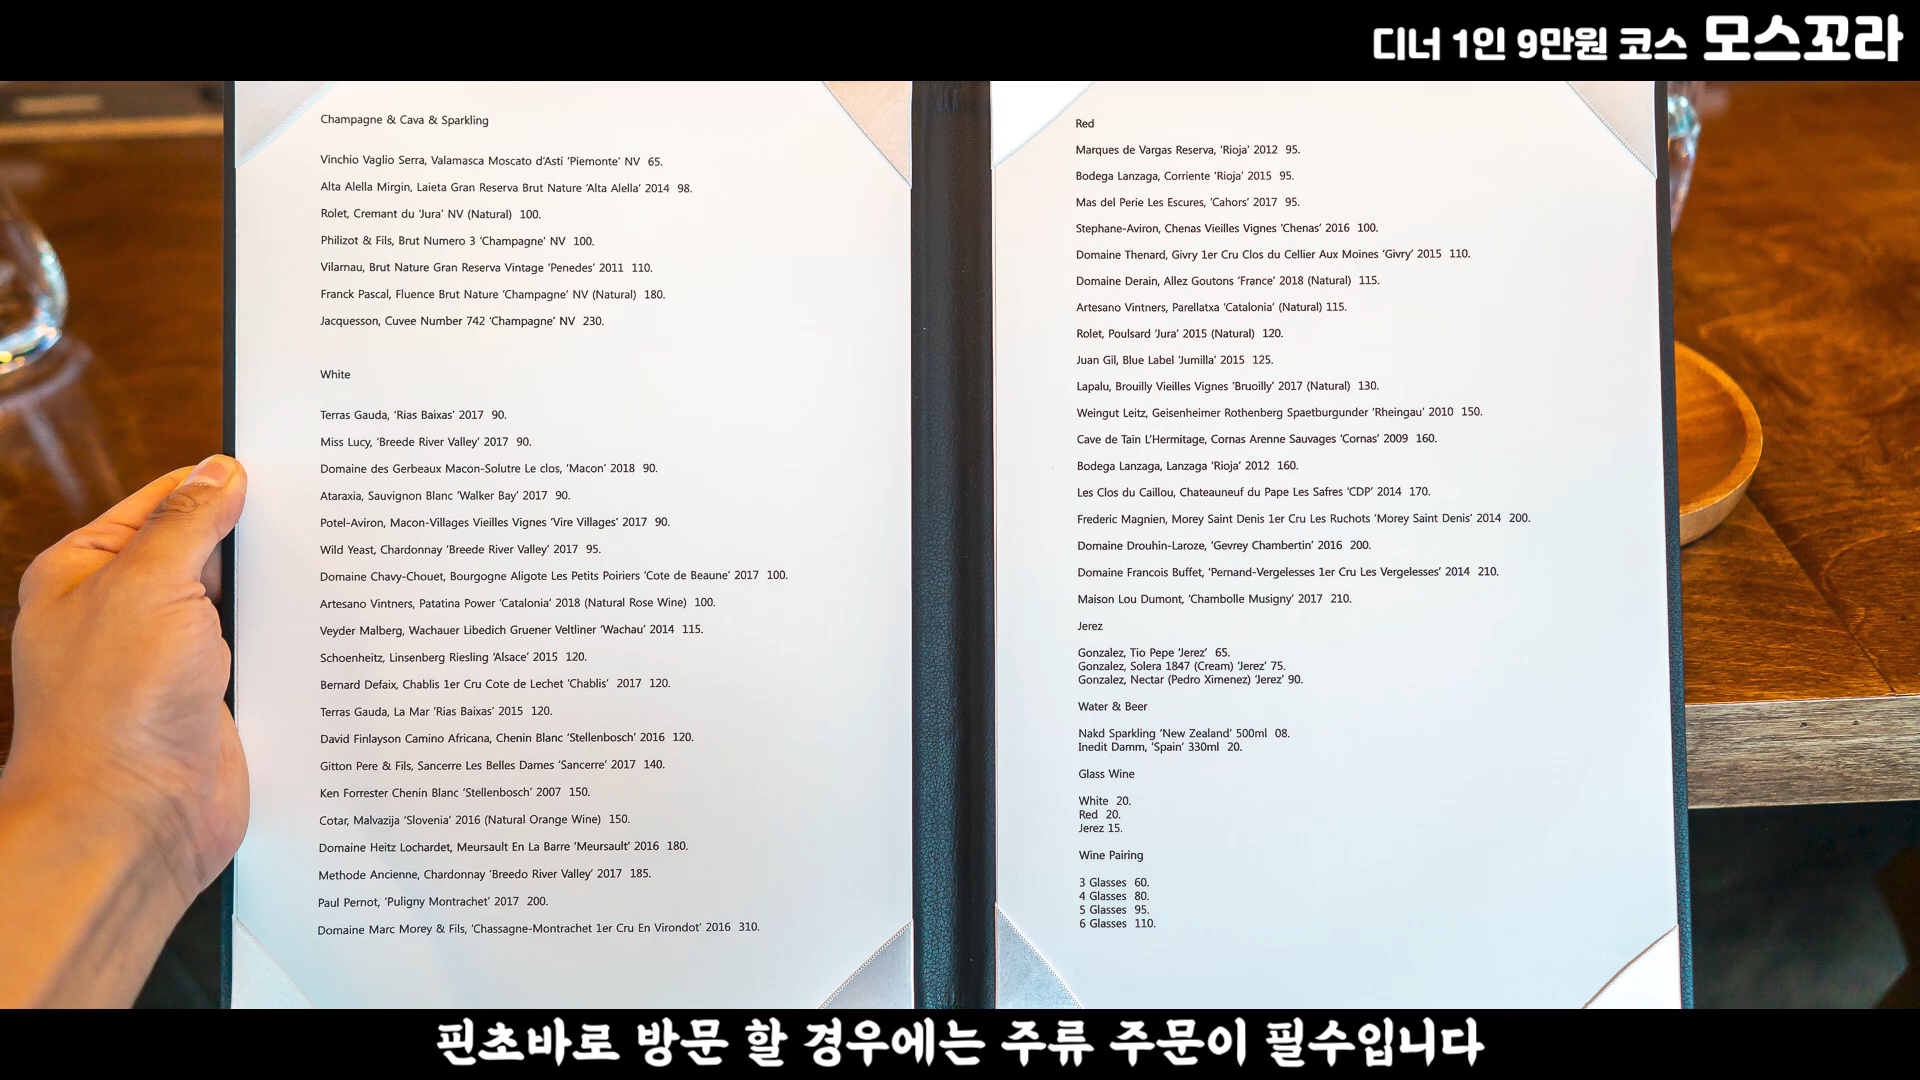 디너 1인 9만원 코스 모스꼬라
Champagne & Cava & Sparkling
Vinchio Vaglio Serra, Valamasca Moscato d'Asti 'Piemonte' NV 65.
Alta Alella Mirgin, Laieta Gran Reserva Brut Nature 'Alta Alella' 2014 98.
Rolet, Cremant du 'Jura' NV (Natural) 100.
Philizot & Fils, Brut Numero 3 'Champagne' NV 100.
Vilarnau, Brut Nature Gran Reserva Vintage 'Penedes' 2011 110.
Franck Pascal, Fluence Brut Nature 'Champagne' NV (Natural) 180.
Jacquesson, Cuvee Number 742 'Champagne' NV 230.
White
Terras Gauda, 'Rias Baixas' 2017 90.
Miss Lucy, 'Breede River Valley' 2017 90.
Domaine des Gerbeaux Macon-Solutre Le clos, 'Macon' 2018 90.
Ataraxia, Sauvignon Blanc 'Walker Bay' 2017 90.
Potel-Aviron, Macon-Villages Vieilles Vignes 'Vire Villages' 2017 90.
Wild Yeast, Chardonnay 'Breede River Valley' 2017 95.
Domaine Chavy-Chouet, Bourgogne Aligote Les Petits Poiriers 'Cote de Beaune' 2017 100.
Artesano Vintners, Patatina Power 'Catalonia' 2018 (Natural Rose Wine) 100.
Veyder Malberg, Wachauer Libedich Gruener Veltliner 'Wachau' 2014 115.
Schoenheitz, Linsenberg Riesling 'Alsace' 2015 120.
Bernard Defaix, Chablis 1er Cru Cote de Lechet 'Chablis' 2017 120.
Terras Gauda, La Mar 'Rias Baixas' 2015 120.
David Finlayson Camino Africana, Chenin Blanc 'Stellenbosch' 2016 120.
Gitton Pere & Fils, Sancerre Les Belles Dames 'Sancerre' 2017 140.
Ken Forrester Chenin Blanc 'Stellenbosch' 2007 150.
Cotar, Malvazija 'Slovenia' 2016 (Natural Orange Wine) 150.
Domaine Heitz Lochardet, Meursault En La Barre 'Meursault' 2016 180.
Methode Ancienne, Chardonnay 'Breedo River Valley' 2017 185.
Paul Pernot, 'Puligny Montrachet' 2017 200.
Domaine Marc Morey & Fils, 'Chassagne-Montrachet 1er Cru En Virondot' 2016 310.
Red
Marques de Vargas Reserva, 'Rioja' 2012 95.
Bodega Lanzaga, Corriente 'Rioja' 2015 95.
Mas del Perie Les Escures, 'Cahors' 2017 95.
Stephane-Aviron, Chenas Vieilles Vignes 'Chenas' 2016 100.
Domaine Thenard, Givry 1er Cru Clos du Cellier Aux Moines 'Givry' 2015 110.
Domaine Derain, Allez Goutons 'France' 2018 (Natural) 115.
Artesano Vintners, Parellatxa 'Catalonia' (Natural) 115.
Rolet, Poulsard 'Jura' 2015 (Natural) 120.
Juan Gil, Blue Label 'Jumilla' 2015 125.
Lapalu, Brouilly Vieilles Vignes 'Bruoilly' 2017 (Natural) 130.
Weingut Leitz, Geisenheimer Rothenberg Spaetburgunder 'Rheingau' 2010 150.
Cave de Tain L'Hermitage, Cornas Arenne Sauvages 'Cornas' 2009 160.
Bodega Lanzaga, Lanzaga 'Rioja' 2012 160.
Les Clos du Caillou, Chateauneuf du Pape Les Safres 'CDP' 2014 170.
Frederic Magnien, Morey Saint Denis 1er Cru Les Ruchots 'Morey Saint Denis' 2014 200.
Domaine Drouhin-Laroze, 'Gevrey Chambertin' 2016 200.
Domaine Francois Buffet, 'Pernand-Vergelesses 1er Cru Les Vergelesses' 2014 210.
Maison Lou Dumont, 'Chambolle Musigny' 2017 210.
Jerez
Gonzalez, Tio Pepe 'Jerez' 65.
Gonzalez, Solera 1847 (Cream) 'Jerez' 75.
Gonzalez, Nectar (Pedro Ximenez) 'Jerez' 90.
Water & Beer
Nakd Sparkling 'New Zealand' 500ml 08.
Inedit Damm, 'Spain' 330ml 20.
Glass Wine
White 20.
Red 20.
Jerez 15.
Wine Pairing
3 Glasses 60.
4 Glasses 80.
5 Glasses 95.
6 Glasses 110.
핀초바로 방문 할 경우에는 주류 주문이 필수입니다